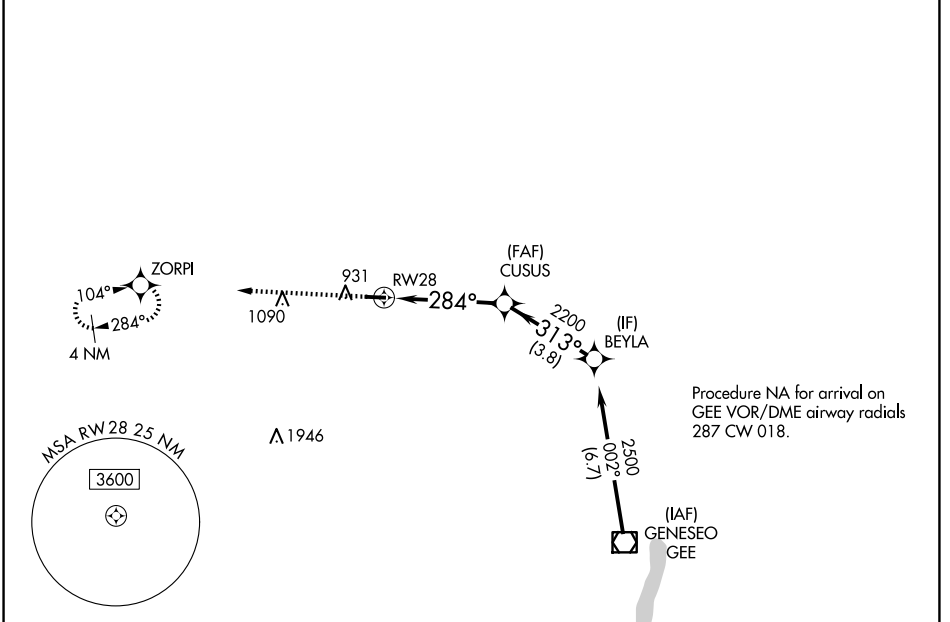 (FAF)
CUSUS
ZORPI
931
RW28
104°
284°
284°
1090
4 NM
2200
313°
(3.8)
(IF)
BEYLA
Procedure NA for arrival on
GEE VOR/DME airway radials
287 CW 018.
1946
2500
002°
(6.7)
MSA RW 28 25 NM
3600
(IAF)
GENESEO
GEE